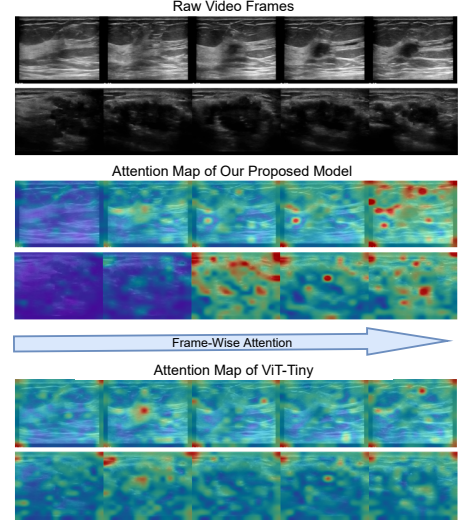 Raw Video Frames
Attention Map of Our Proposed Model
Frame-Wise Attention
Attention Map of ViT-Tiny